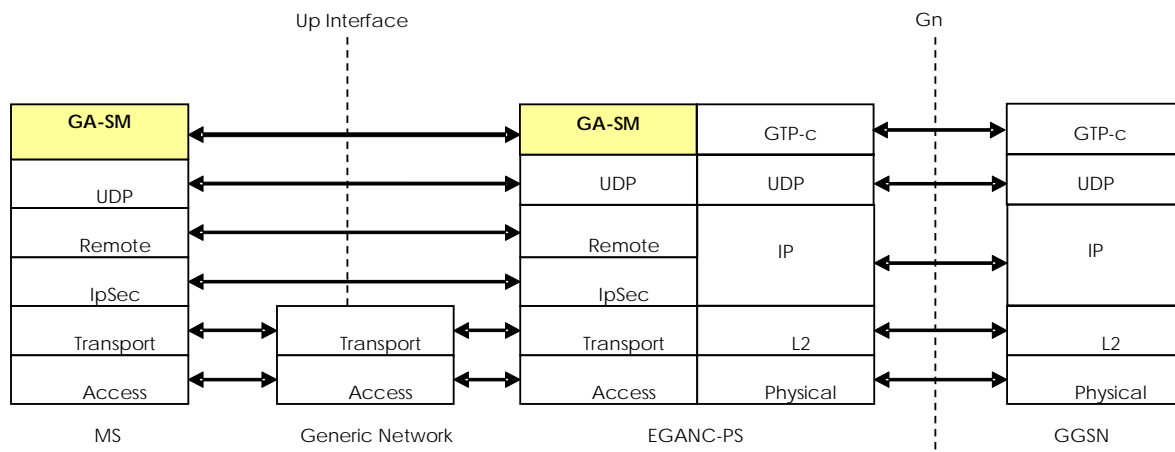 Up Interface
Gn
GA-SM
GA-SM
GTP-c
GTP-c
UDP
UDP
UDP
UDP
Remote
Remote
IP
IP
IpSec
IpSec
Transport
Transport
Transport
L2
L2
Access
Access
Access
Physical
Physical
MS
Generic Network
EGANC-PS
GGSN